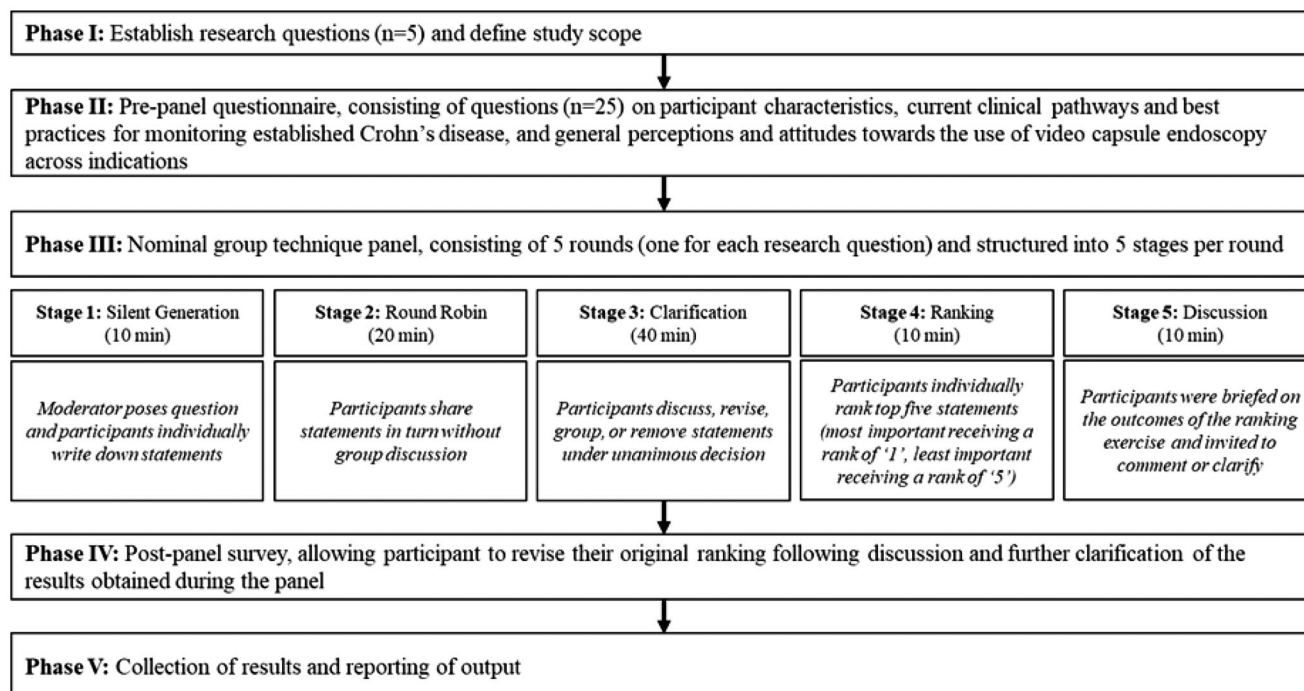 Phase I: Establish research questions (n=5) and define study scope
Phase II: Pre-panel questionnaire, consisting of questions (n=25) on participant characteristics, current clinical pathways and best
practices for monitoring established Crohn’s disease, and general perceptions and attitudes towards the use of video capsule endoscopy
across indications
Phase III: Nominal group technique panel, consisting of 5 rounds (one for each research question) and structured into 5 stages per round
Stage 1: Silent Generation
(10 min)
Moderator poses question
and participants individually
write down statements
Stage 2: Round Robin
(20 min)
Participants share
statements in turn without
group discussion
Stage 3: Clarification
(40 min)
Participants discuss, revise,
group, or remove statements
under unanimous decision
Stage 4: Ranking
(10 min)
Participants individually
rank top five statements
(most important receiving a
rank of ‘1’, least important
receiving a rank of ‘5’)
Stage 5: Discussion
(10 min)
Participants were briefed on
the outcomes of the ranking
exercise and invited to
comment or clarify
Phase IV: Post-panel survey, allowing participant to revise their original ranking following discussion and further clarification of the
results obtained during the panel
Phase V: Collection of results and reporting of output